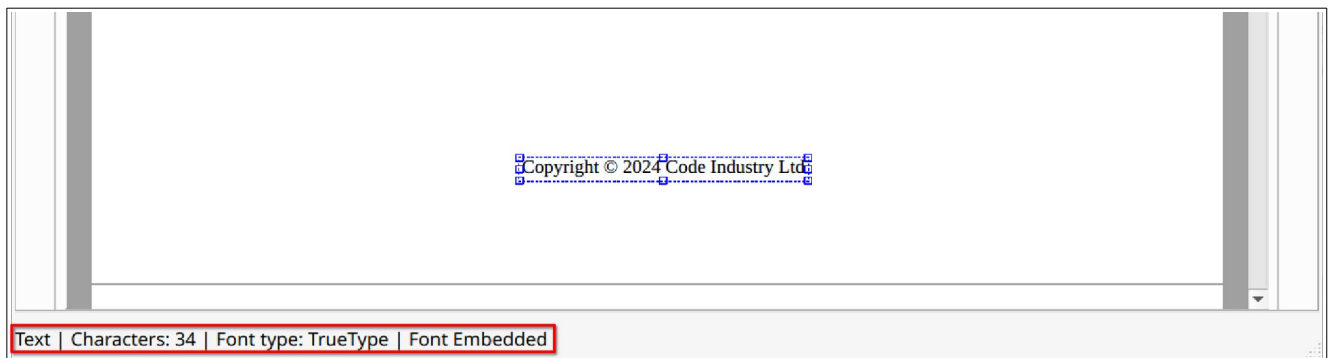 Copyright © 2024 Code Industry Ltd
Text | Characters: 34 | Font type: TrueType | Font Embedded